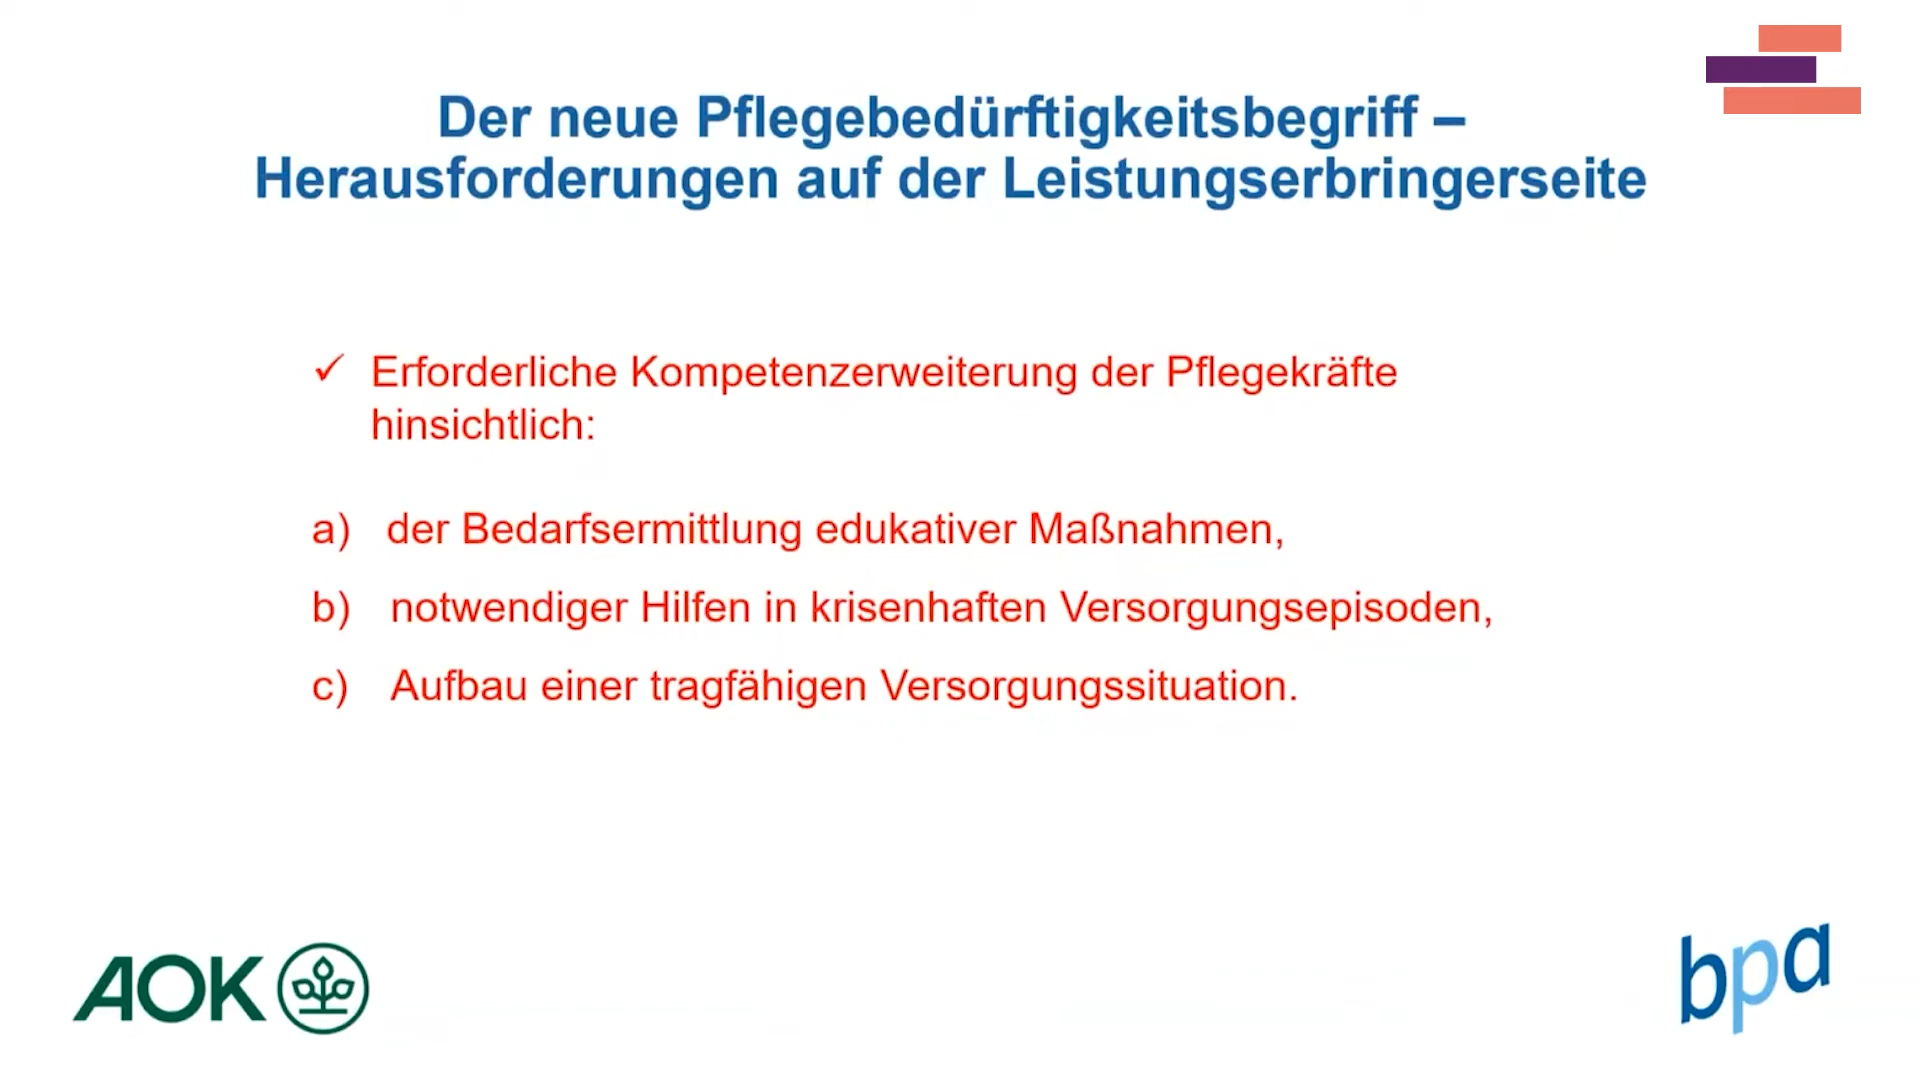 Der neue Pflegebedürftigkeitsbegriff –
Herausforderungen auf der Leistungserbringerseite
✓ Erforderliche Kompetenzerweiterung der Pflegekräfte
hinsichtlich:
a) der Bedarfsermittlung edukativer Maßnahmen,
b) notwendiger Hilfen in krisenhaften Versorgungsepisoden,
c) Aufbau einer tragfähigen Versorgungssituation.
AOK
bpa